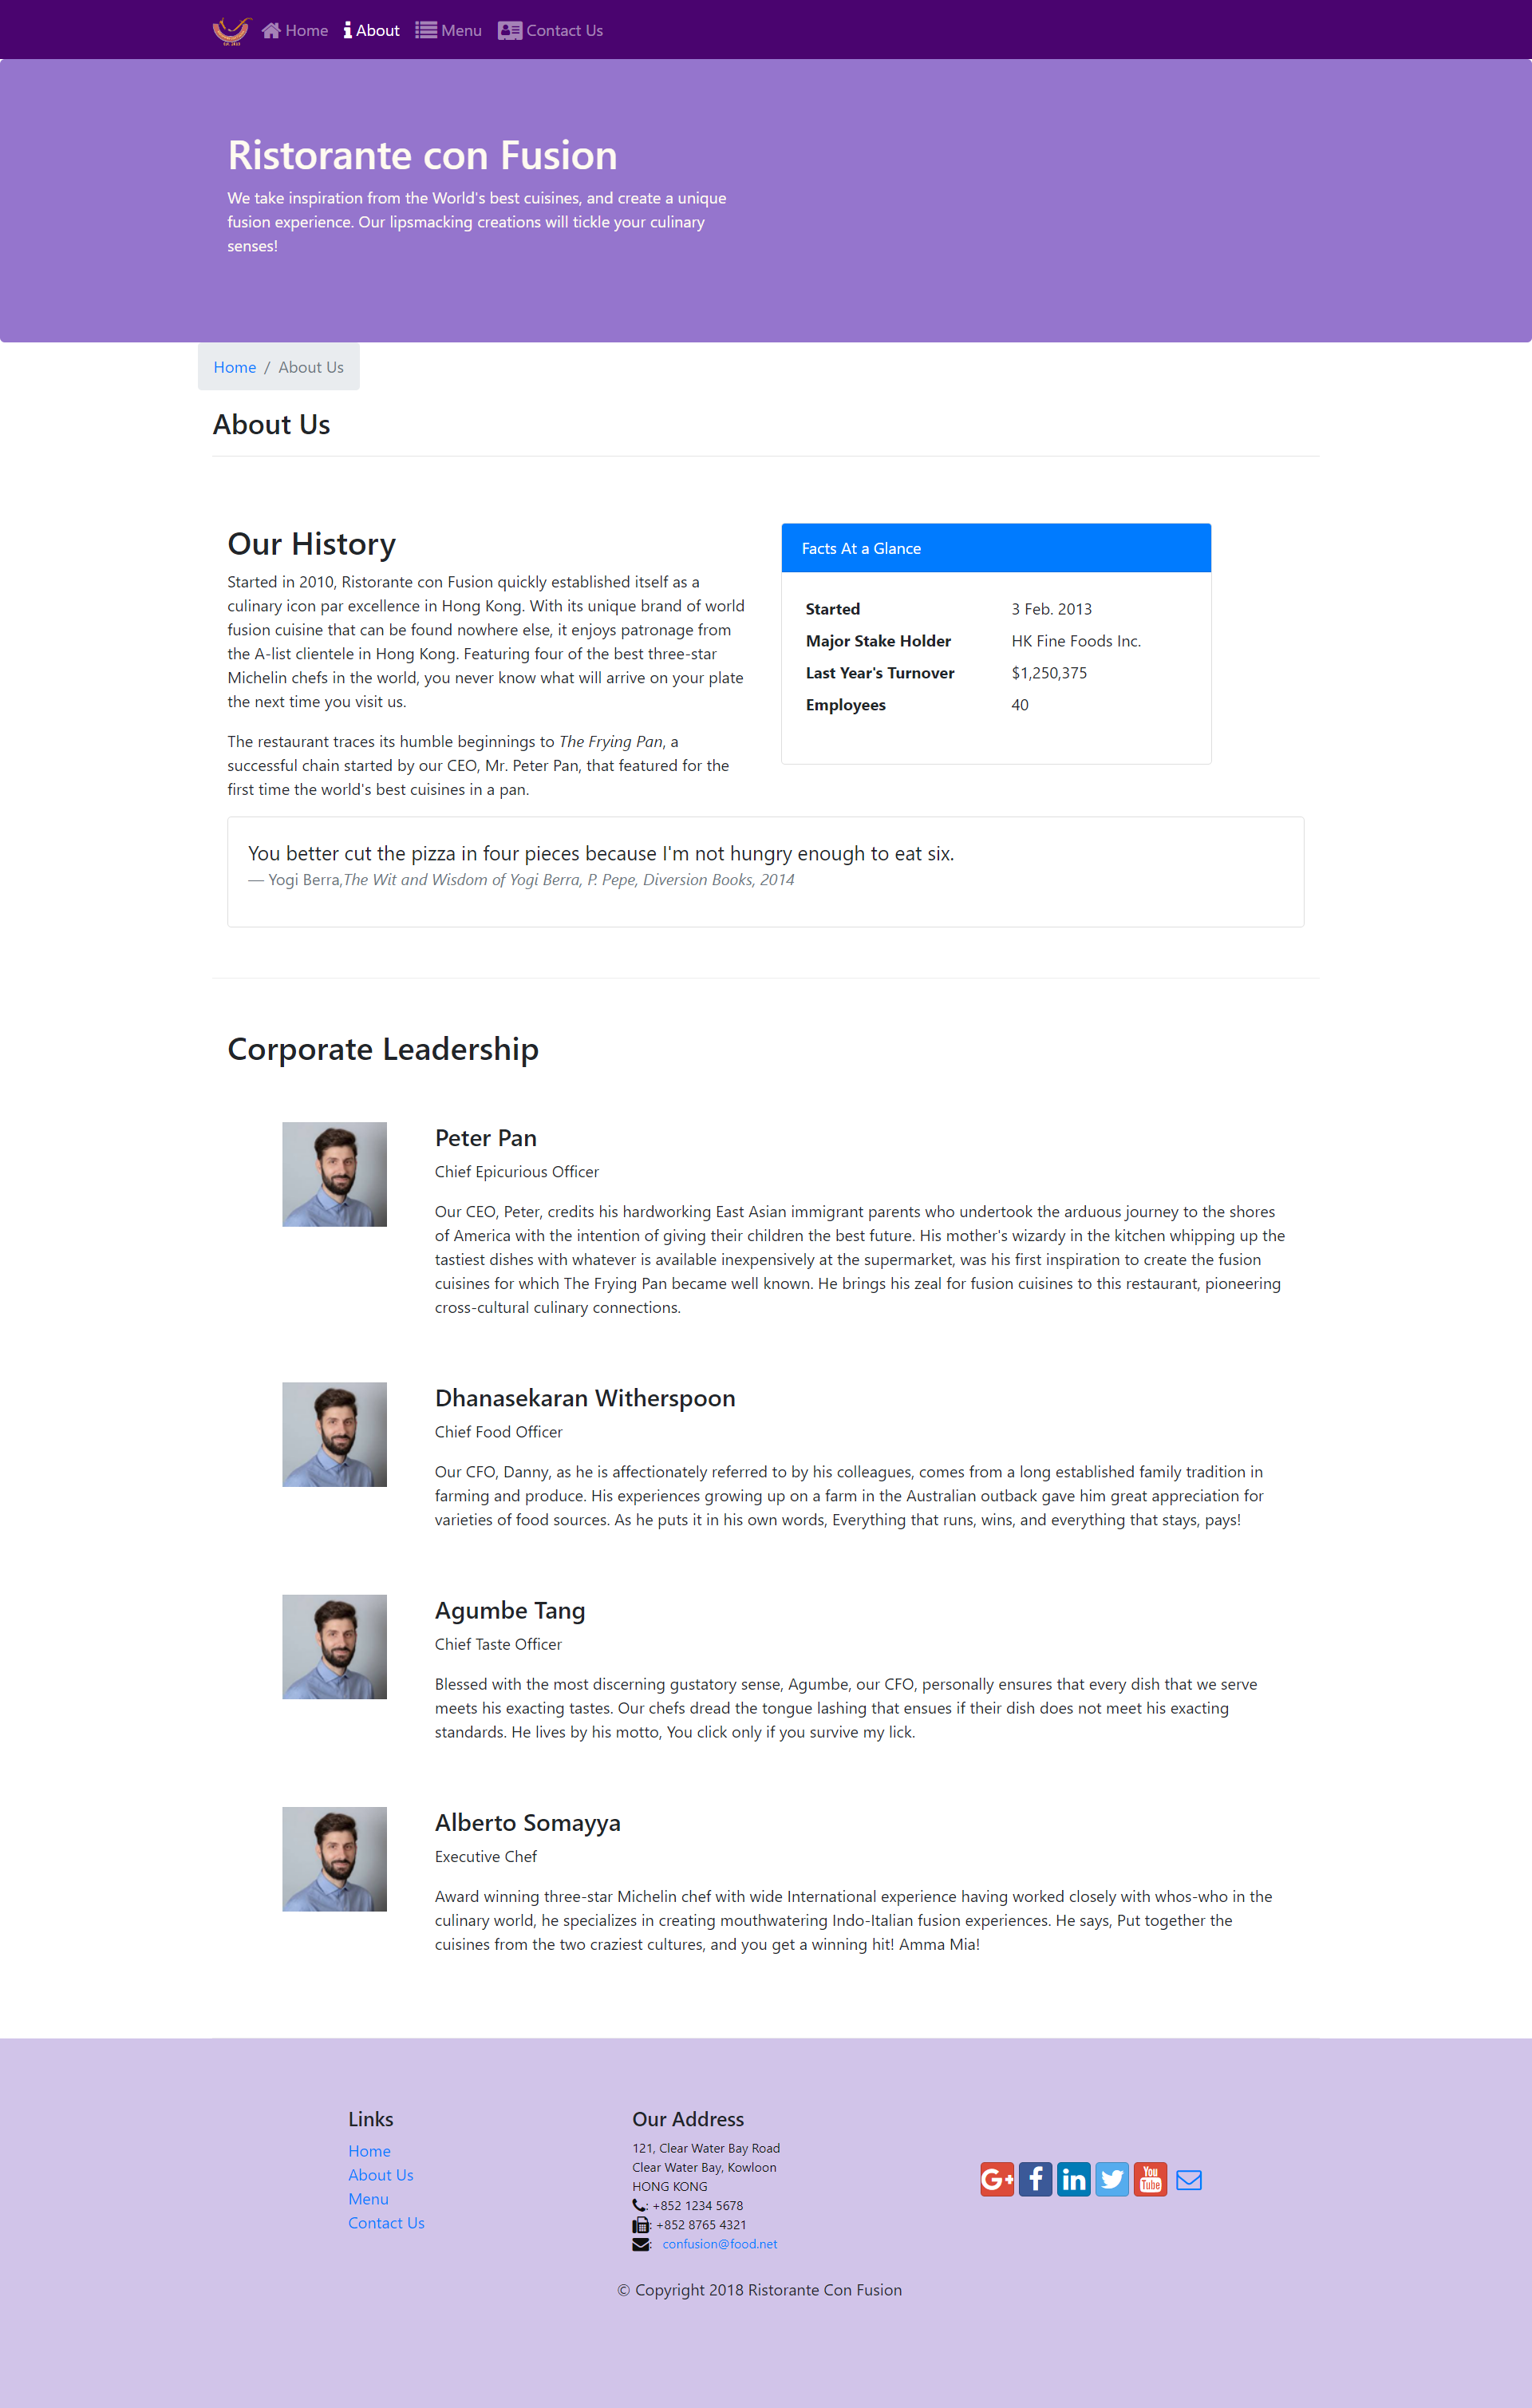 Home About Menu Contact Us
Ristorante con Fusion
We take inspiration from the World's best cuisines, and create a unique
fusion experience. Our lipsmacking creations will tickle your culinary
senses!
Home / About Us
About Us
Our History
Started in 2010, Ristorante con Fusion quickly established itself as a
culinary icon par excellence in Hong Kong. With its unique brand of world
fusion cuisine that can be found nowhere else, it enjoys patronage from
the A-list clientele in Hong Kong. Featuring four of the best three-star
Michelin chefs in the world, you never know what will arrive on your plate
the next time you visit us.
The restaurant traces its humble beginnings to The Frying Pan, a
successful chain started by our CEO, Mr. Peter Pan, that featured for the
first time the world's best cuisines in a pan.
Facts At a Glance
Started 3 Feb. 2013
Major Stake Holder HK Fine Foods Inc.
Last Year's Turnover $1,250,375
Employees 40
You better cut the pizza in four pieces because I'm not hungry enough to eat six.
— Yogi Berra,The Wit and Wisdom of Yogi Berra, P. Pepe, Diversion Books, 2014
Corporate Leadership
Peter Pan
Chief Epicurious Officer
Our CEO, Peter, credits his hardworking East Asian immigrant parents who undertook the arduous journey to the shores
of America with the intention of giving their children the best future. His mother's wizardy in the kitchen whipping up the
tastiest dishes with whatever is available inexpensively at the supermarket, was his first inspiration to create the fusion
cuisines for which The Frying Pan became well known. He brings his zeal for fusion cuisines to this restaurant, pioneering
cross-cultural culinary connections.
Dhanasekaran Witherspoon
Chief Food Officer
Our CFO, Danny, as he is affectionately referred to by his colleagues, comes from a long established family tradition in
farming and produce. His experiences growing up on a farm in the Australian outback gave him great appreciation for
varieties of food sources. As he puts it in his own words, Everything that runs, wins, and everything that stays, pays!
Agumbe Tang
Chief Taste Officer
Blessed with the most discerning gustatory sense, Agumbe, our CFO, personally ensures that every dish that we serve
meets his exacting tastes. Our chefs dread the tongue lashing that ensues if their dish does not meet his exacting
standards. He lives by his motto, You click only if you survive my lick.
Alberto Somayya
Executive Chef
Award winning three-star Michelin chef with wide International experience having worked closely with whos-who in the
culinary world, he specializes in creating mouthwatering Indo-Italian fusion experiences. He says, Put together the
cuisines from the two craziest cultures, and you get a winning hit! Amma Mia!
Links
Home
About Us
Menu
Contact Us
Our Address
121, Clear Water Bay Road
Clear Water Bay, Kowloon
HONG KONG
: +852 1234 5678
: +852 8765 4321
: confusion@food.net
G+ f in You Tube
© Copyright 2018 Ristorante Con Fusion